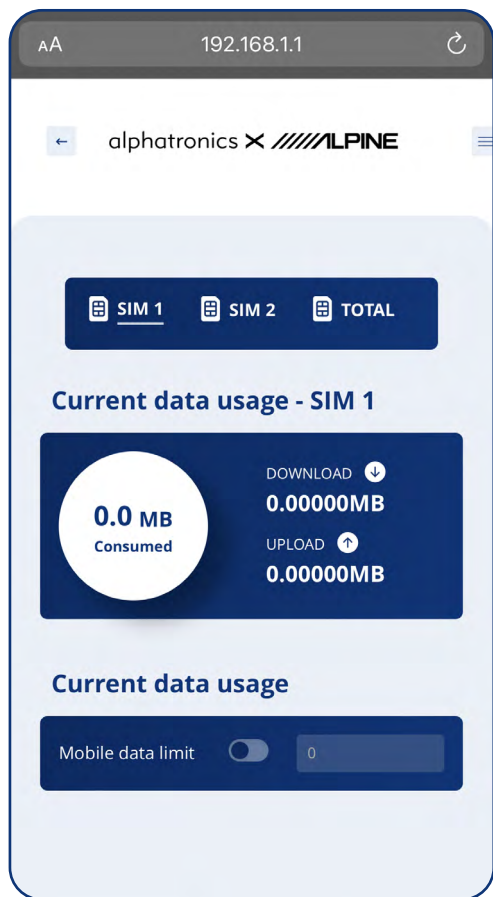 AA 192.168.1.1
alphatronics X ALPINE
SIM 1 SIM 2 TOTAL
Current data usage - SIM 1
0.0 MB
Consumed
DOWNLOAD
0.00000MB
UPLOAD
0.00000MB
Current data usage
Mobile data limit 0